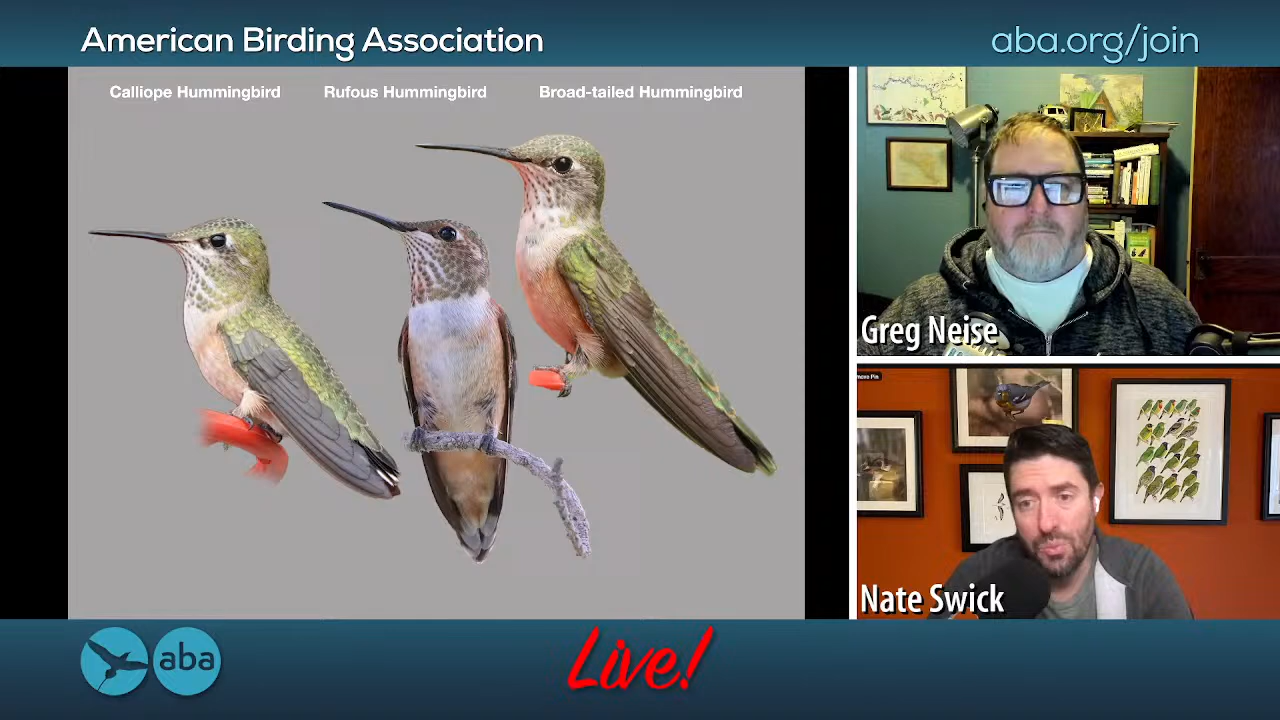 American Birding Association
aba.org/join
Calliope Hummingbird
Rufous Hummingbird
Broad-tailed Hummingbird
Greg Neise
Nate Swick
aba
Live!